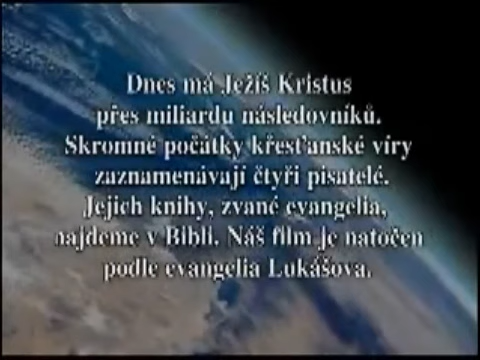 Dnes má Ježíš Kristus
přes miliardu následovníků.
Skromné počátky křesťanské víry
zaznamenávají čtyři pisatelé.
Jejich knihy, zvané evangelia,
najdeme v Bibli. Náš film je natočen
podle evangelia Lukášova.